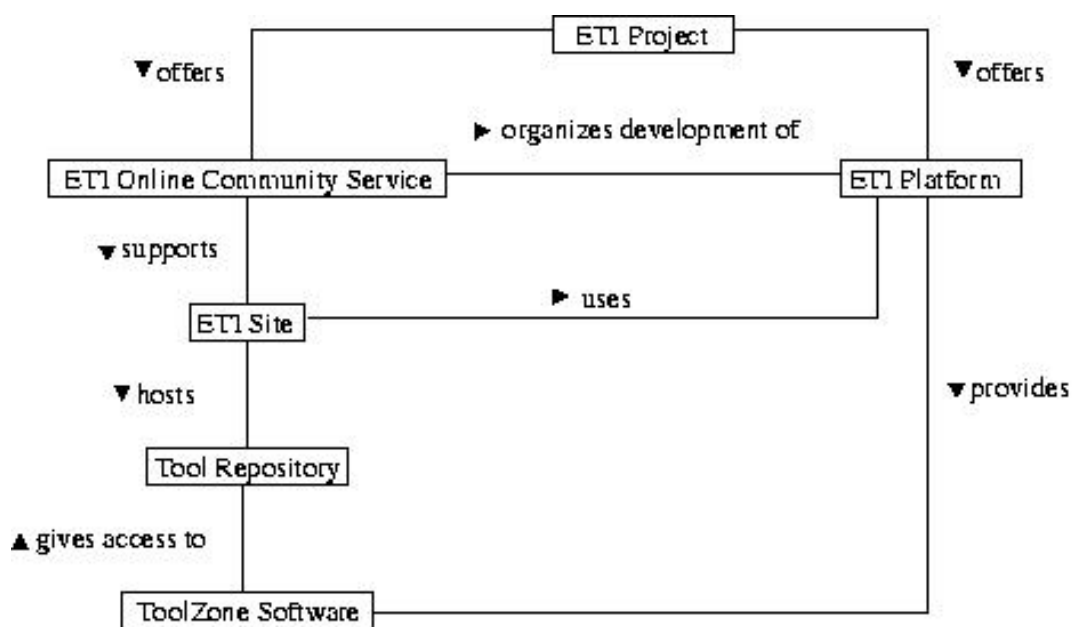 ETI Project
▼ offers
▼ offers
► organizes development of
ETI Online Community Service
ETI Platform
▼ supports
► uses
ETI Site
▼ hosts
▼ provides
Tool Repository
▲ gives access to
ToolZone Software